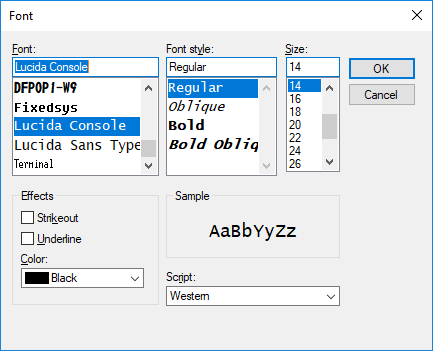 Font
Font:
Font style:
Size:
Lucida Console
Regular
14
OK
Cancel
DFPOP1-W9
Fixedsys
Lucida Console
Lucida Sans Type
Terminal
Regular
Oblique
Bold
Bold Obliq
14
16
18
20
22
24
26
Effects
Strikeout
Underline
Color:
Black
Sample
AaBbYyZz
Script:
Western